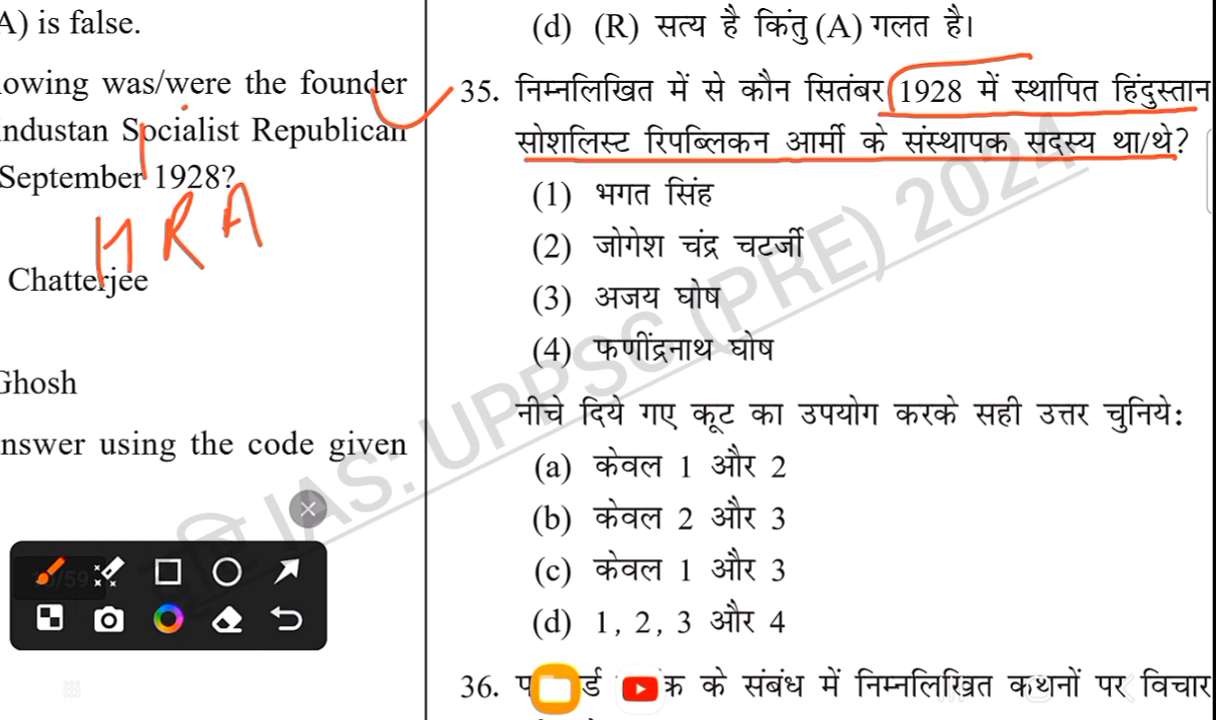 A) is false.
owing was/were the founder
industan Socialist Republican
September 1928?
HRA
Chatterjee
Ghosh
nswer using the code given
(d) (R) सत्य है किंतु (A) गलत है।
35. निम्नलिखित में से कौन सितंबर 1928 में स्थापित हिंदुस्तान
सोशलिस्ट रिपब्लिकन आर्मी के संस्थापक सदस्य था/थे?
(1) भगत सिंह
(2) जोगेश चंद्र चटर्जी
(3) अजय घोष
(4) फणींद्रनाथ घोष
नीचे दिये गए कूट का उपयोग करके सही उत्तर चुनिये:
(a) केवल 1 और 2
(b) केवल 2 और 3
(c) केवल 1 और 3
(d) 1, 2, 3 और 4
36. के संबंध में निम्नलिखित कथनों पर विचार
IAS: UPPSC (PRE) 2024